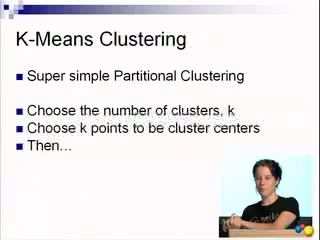 K-Means Clustering
Super simple Partitional Clustering
Choose the number of clusters, k
Choose k points to be cluster centers
Then...